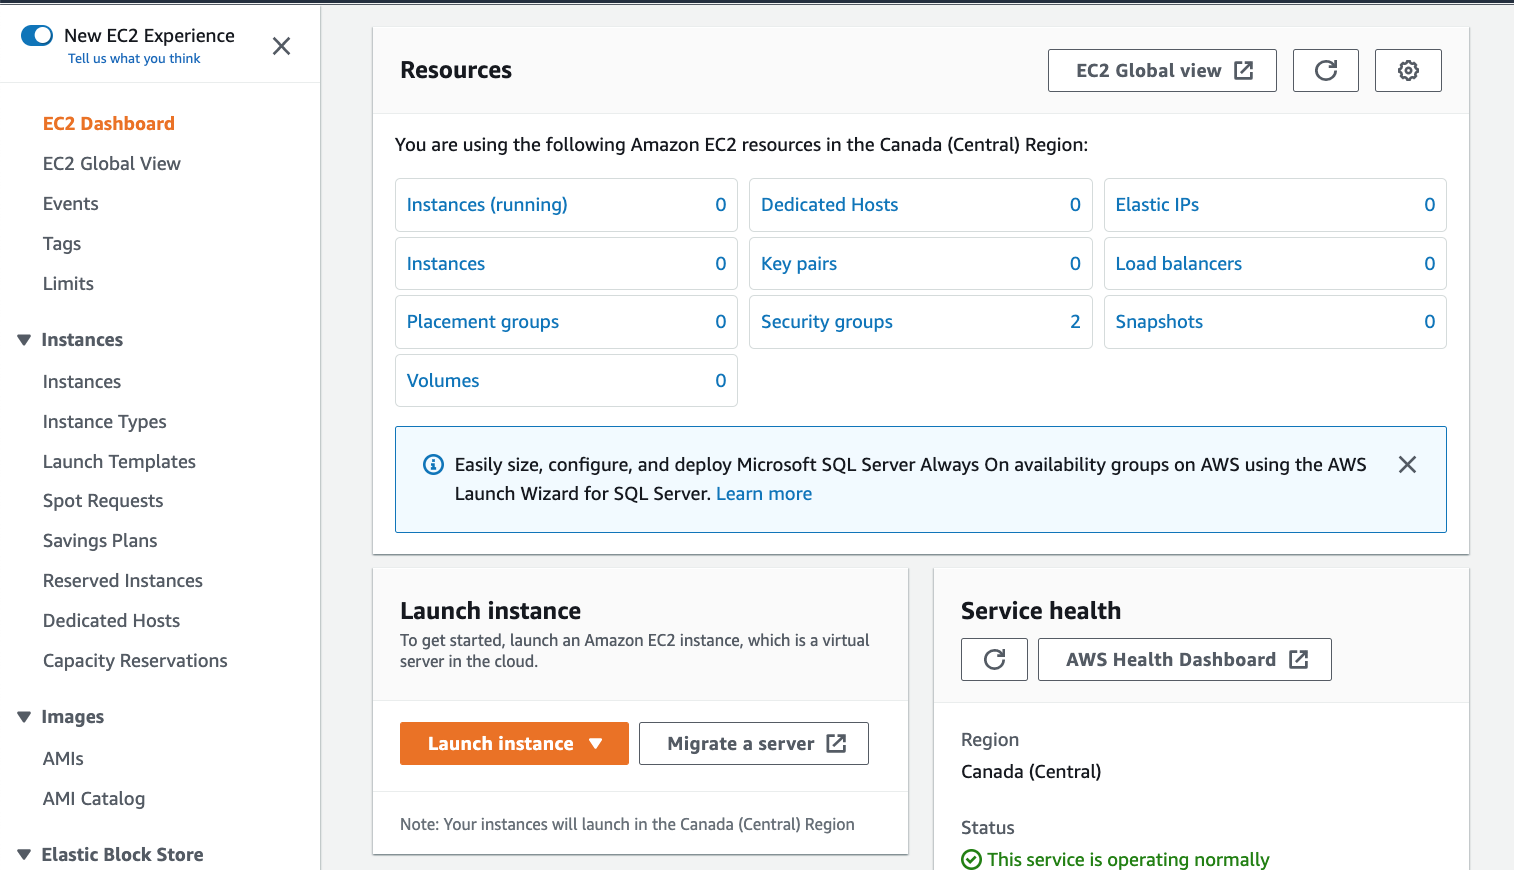 New EC2 Experience
Tell us what you think
EC2 Dashboard
EC2 Global View
Events
Tags
Limits
Instances
Instances
Instance Types
Launch Templates
Spot Requests
Savings Plans
Reserved Instances
Dedicated Hosts
Capacity Reservations
Images
AMIs
AMI Catalog
Elastic Block Store
Resources
EC2 Global view
You are using the following Amazon EC2 resources in the Canada (Central) Region:
Instances (running) 0
Dedicated Hosts 0
Elastic IPs 0
Instances 0
Key pairs 0
Load balancers 0
Placement groups 0
Security groups 2
Snapshots 0
Volumes 0
Easily size, configure, and deploy Microsoft SQL Server Always On availability groups on AWS using the AWS
Launch Wizard for SQL Server. Learn more
Launch instance
To get started, launch an Amazon EC2 instance, which is a virtual
server in the cloud.
Launch instance
Migrate a server
Note: Your instances will launch in the Canada (Central) Region
Service health
AWS Health Dashboard
Region
Canada (Central)
Status
This service is operating normally